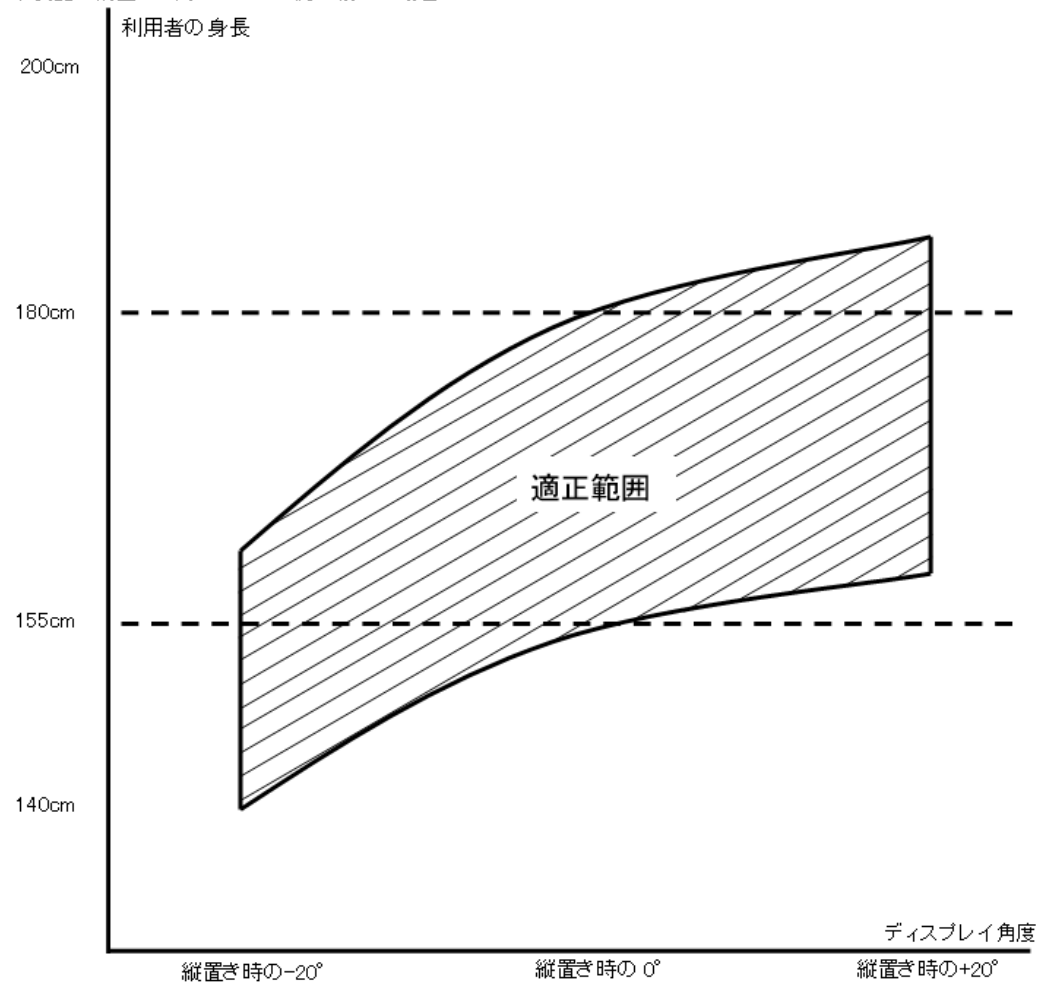 利用者の身長
200cm
180cm
適正範囲
155cm
140cm
ディスプレイ角度
縦置き時の-20°
縦置き時の 0°
縦置き時の+20°